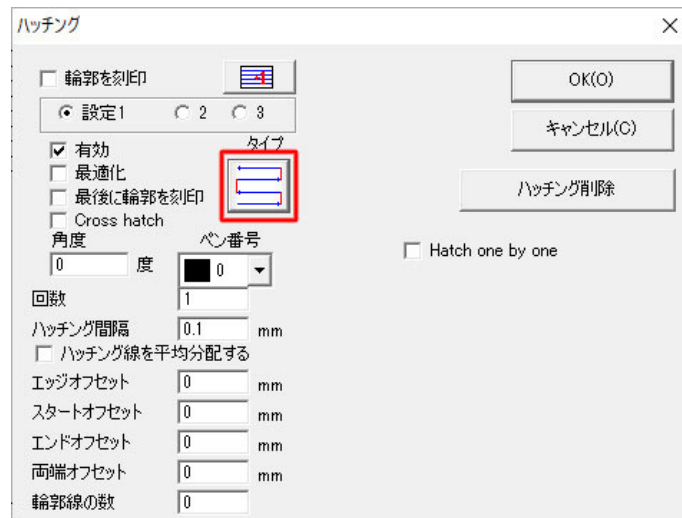 ハッチング
輪郭を刻印
OK(O)
設定1 2 3
キャンセル(C)
有効
タイプ
最適化
最後に輪郭を刻印
ハッチング削除
Cross hatch
角度 ペン番号
Hatch one by one
0 度 0
回数 1
ハッチング間隔 0.1 mm
ハッチング線を平均分配する
エッジオフセット 0 mm
スタートオフセット 0 mm
エンドオフセット 0 mm
両端オフセット 0 mm
輪郭線の数 0